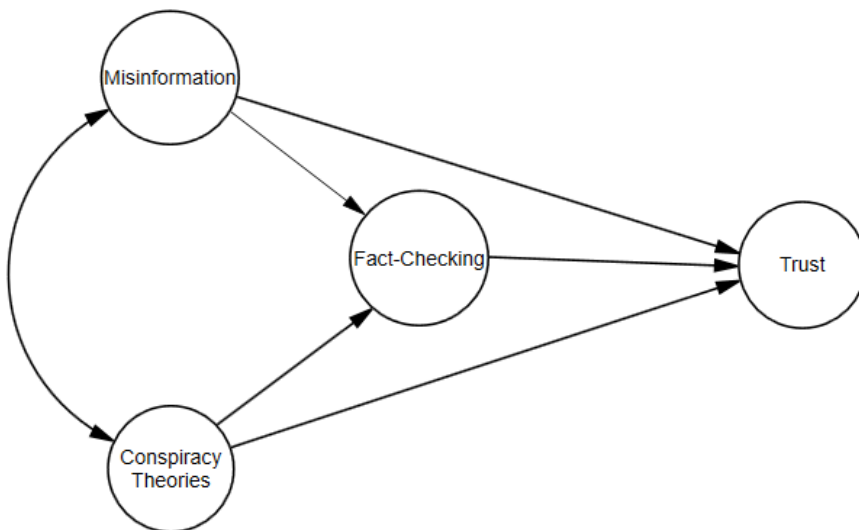 Misinformation
Fact-Checking
Trust
Conspiracy
Theories